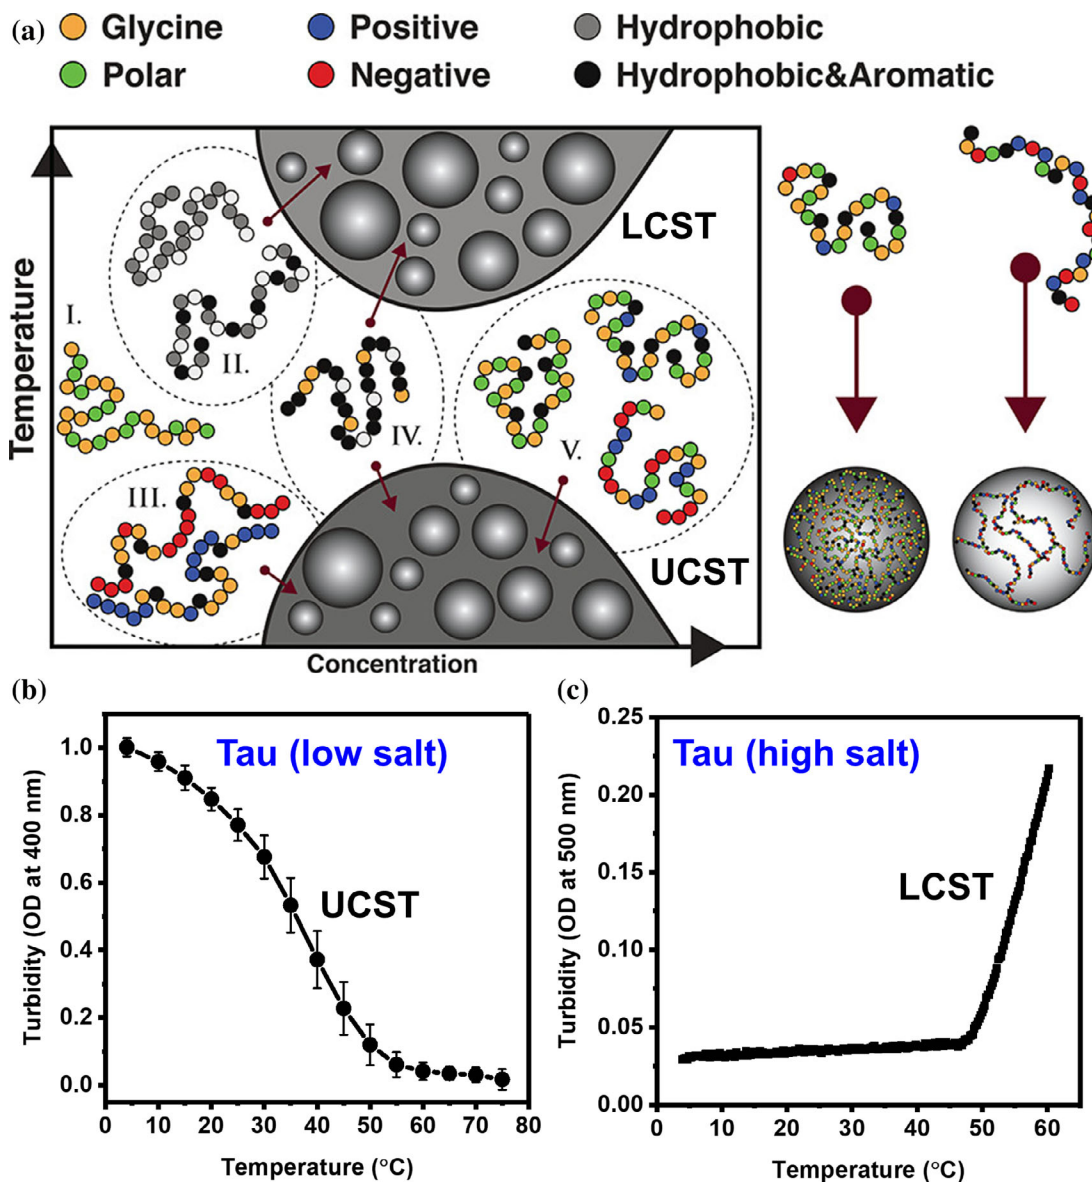 (a) Glycine Positive Hydrophobic
Polar Negative Hydrophobic&Aromatic
Temperature
LCST
I.
II.
IV.
V.
III.
UCST
Concentration
(b)
Tau (low salt)
UCST
Turbidity (OD at 400 nm)
1.0
0.8
0.6
0.4
0.2
0.0
0 10 20 30 40 50 60 70 80
Temperature (°C)
(c)
Tau (high salt)
LCST
Turbidity (OD at 500 nm)
0.25
0.20
0.15
0.10
0.05
0.00
0 10 20 30 40 50 60
Temperature (°C)